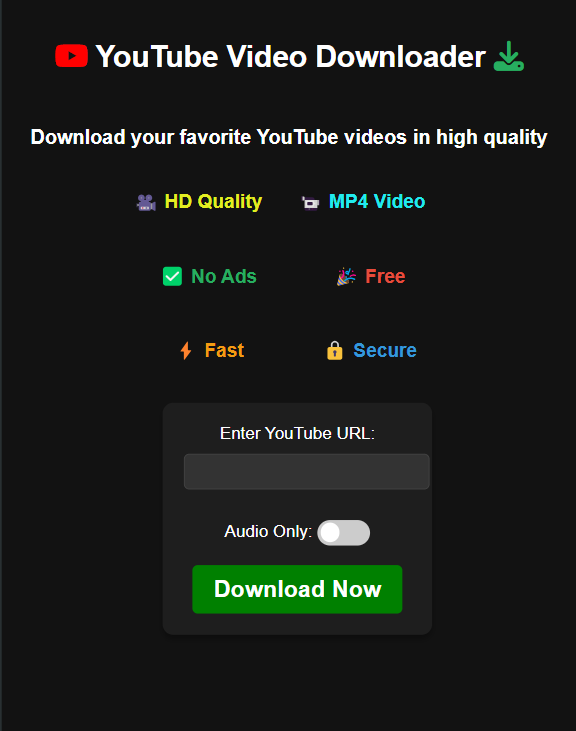 YouTube Video Downloader
Download your favorite YouTube videos in high quality
HD Quality MP4 Video
No Ads Free
Fast Secure
Enter YouTube URL:
Audio Only:
Download Now